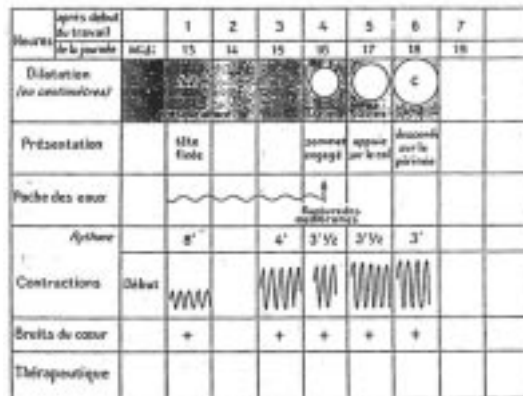 Heures après début du travail 1 2 3 4 5 6 7
de la journée MIDI 13 14 15 16 17 18 19
Dilatation
(en centimètres)
C
Présentation tête fixée sommet engagé appuie sur le col descendu sur le périnée
Poche des eaux
Rupture des membranes
Rythme 8' 4' 3'½ 3'½ 3'
Contractions Début
Bruits du cœur + + + + +
Thérapeutique